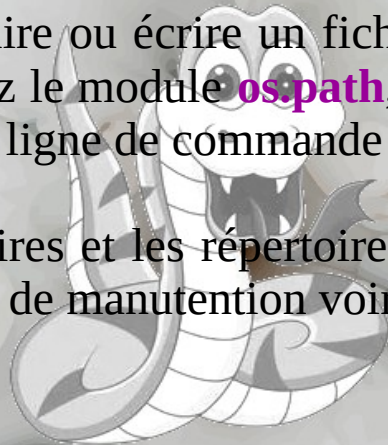 ire ou écrire un fich
z le module os.path
ligne de commande
ires et les répertoire
de manutention voir